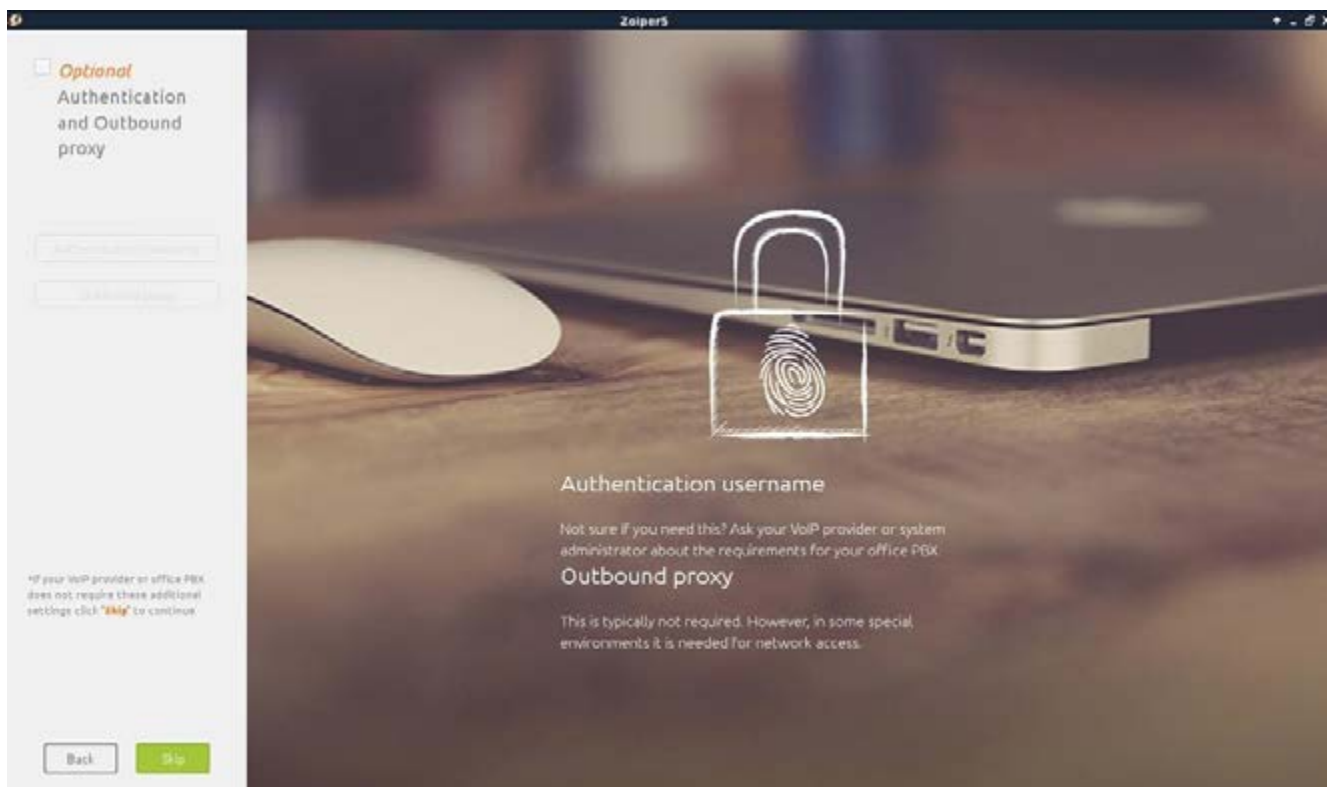 Zoiper5
Optional
Authentication
and Outbound
proxy
Authentication username
Not sure if you need this? Ask your VoIP provider or system
administrator about the requirements for your office PBX
Outbound proxy
This is typically not required. However, in some special
environments it is needed for network access.
*If your VoIP provider or office PBX
does not require these additional
settings click "Skip" to continue
Back
Skip